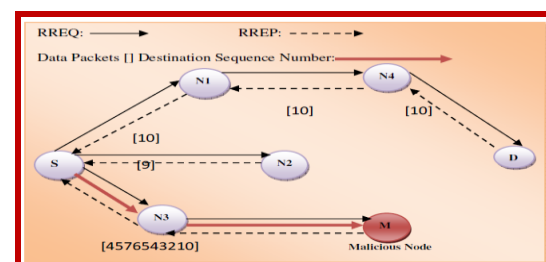 RREQ: RREP:
Data Packets [] Destination Sequence Number:
N1 N4
[10] [10]
[10] D
S [9] N2
N3 M
[4576543210] Malicious Node